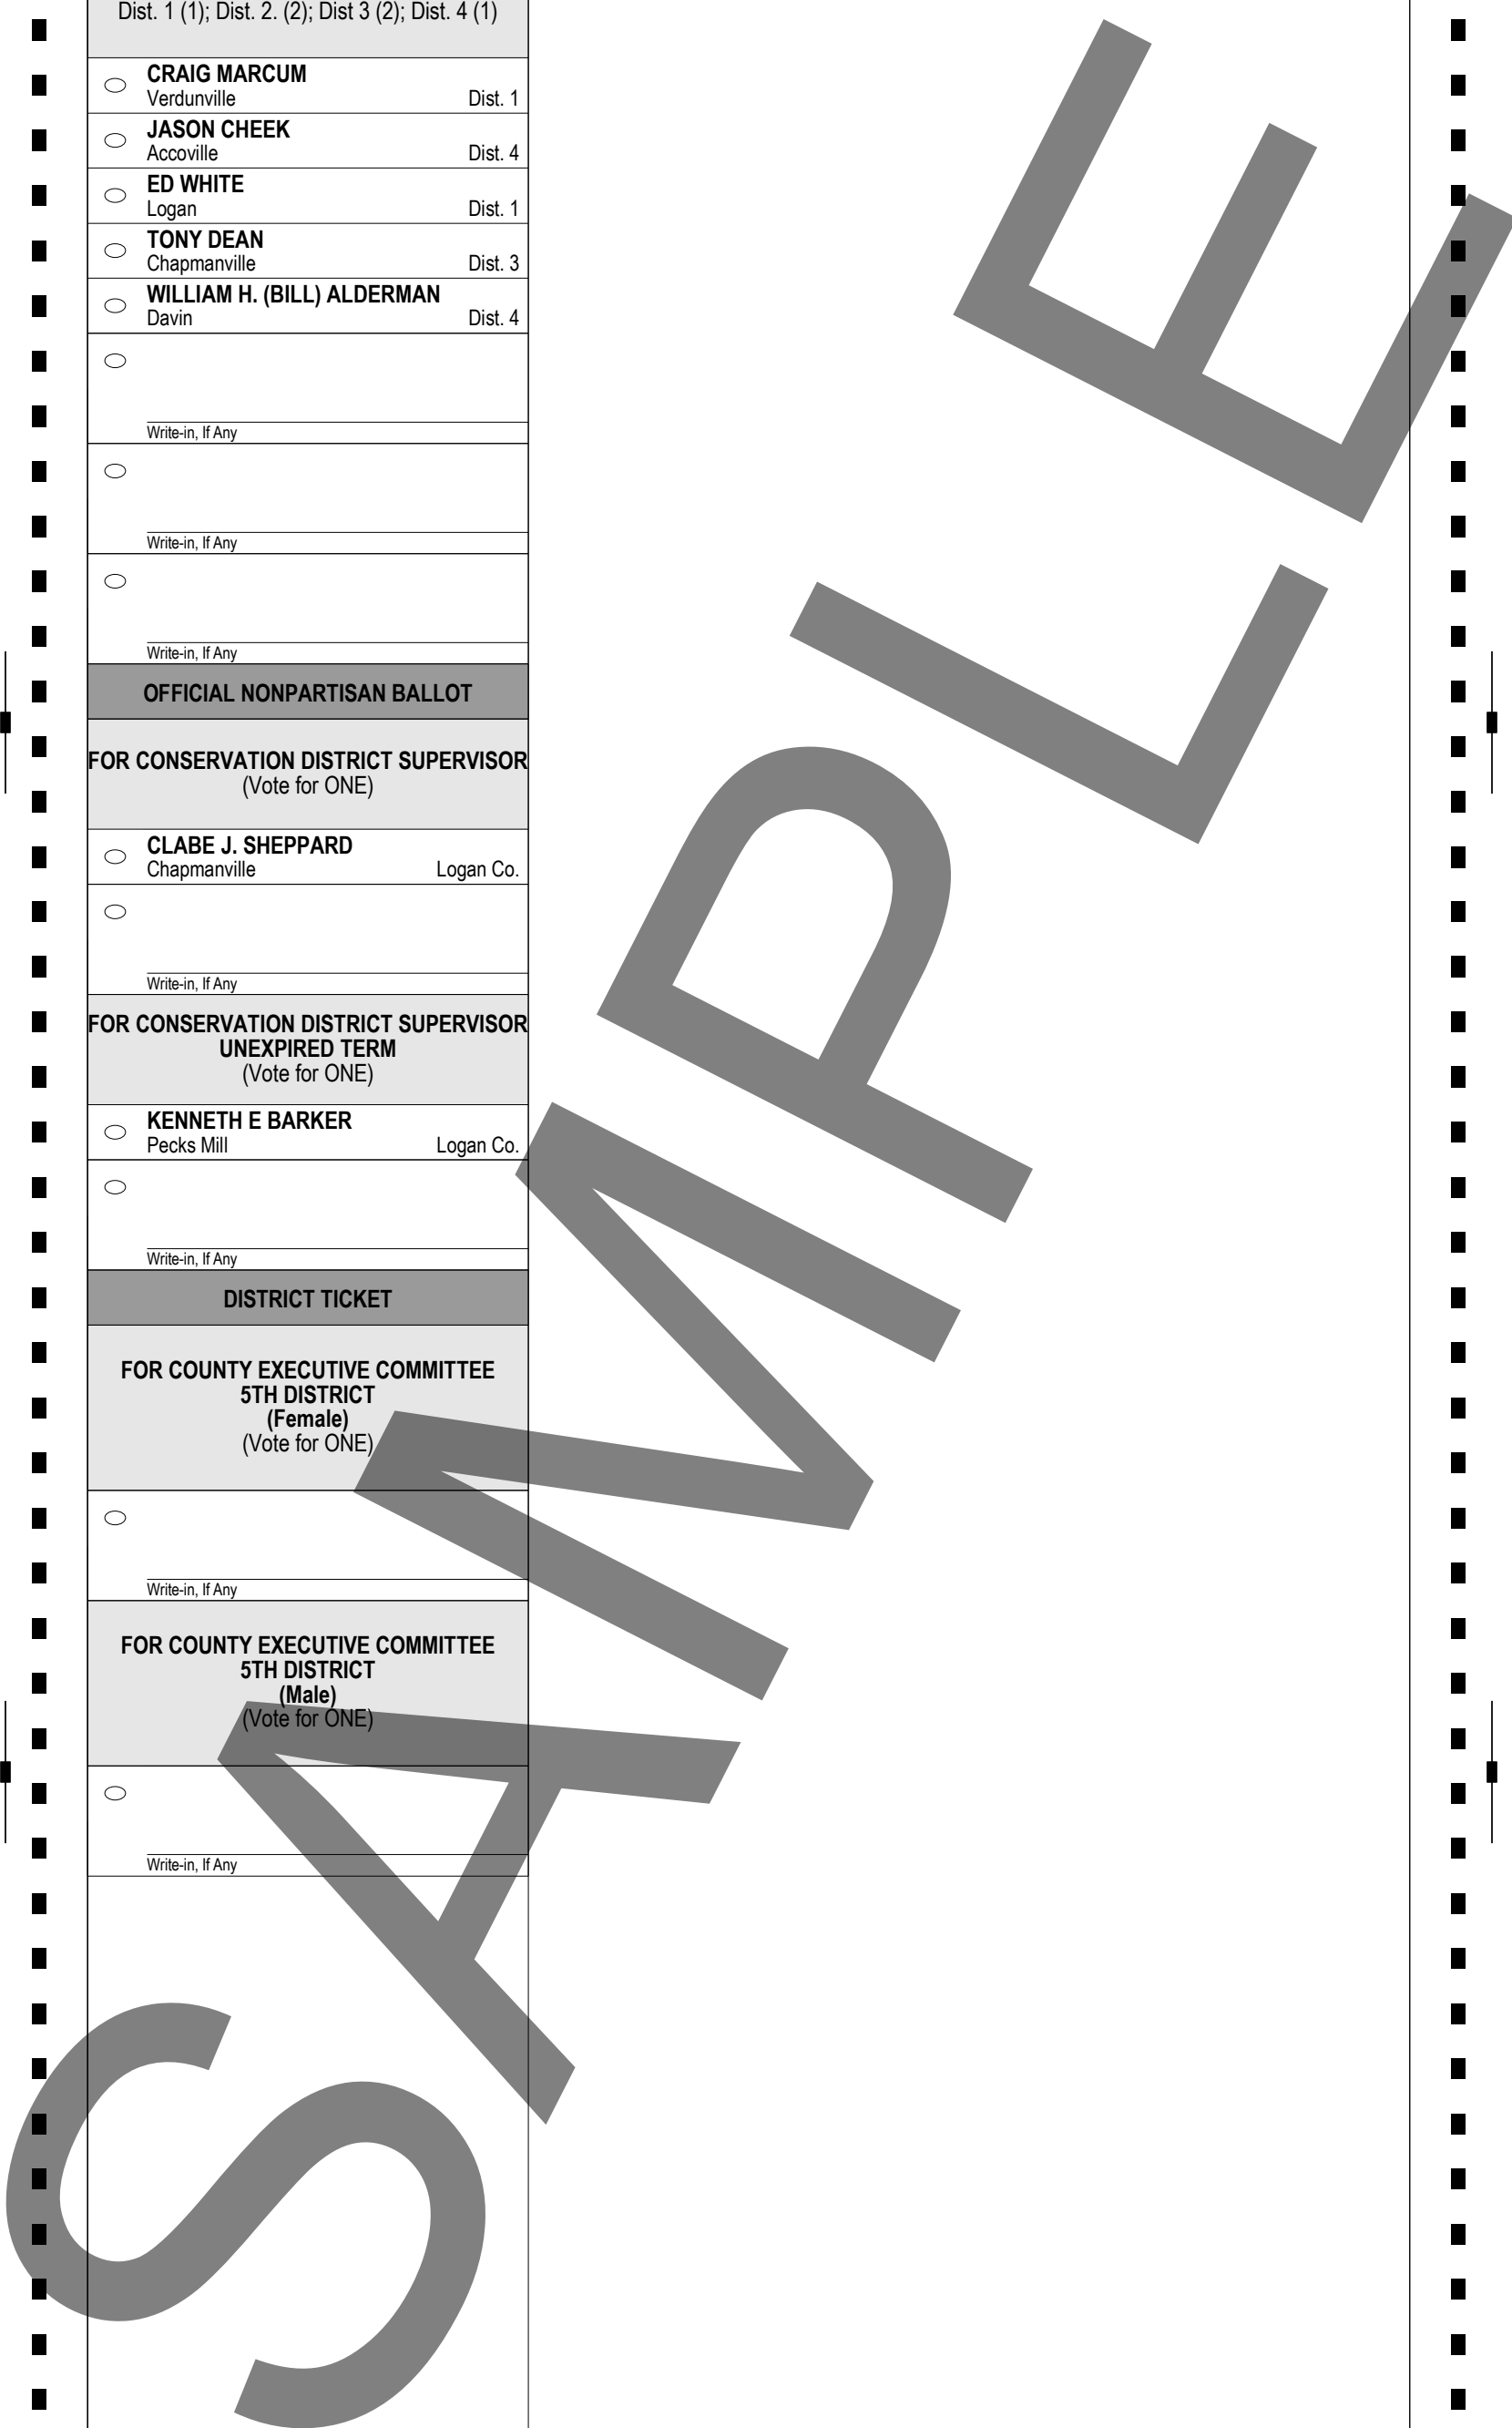 Dist. 1 (1); Dist. 2. (2); Dist 3 (2); Dist. 4 (1)
CRAIG MARCUM
Verdunville Dist. 1
JASON CHEEK
Accoville Dist. 4
ED WHITE
Logan Dist. 1
TONY DEAN
Chapmanville Dist. 3
WILLIAM H. (BILL) ALDERMAN
Davin Dist. 4
Write-in, If Any
Write-in, If Any
Write-in, If Any
OFFICIAL NONPARTISAN BALLOT
FOR CONSERVATION DISTRICT SUPERVISOR
(Vote for ONE)
CLABE J. SHEPPARD
Chapmanville Logan Co.
Write-in, If Any
FOR CONSERVATION DISTRICT SUPERVISOR
UNEXPIRED TERM
(Vote for ONE)
KENNETH E BARKER
Pecks Mill Logan Co.
Write-in, If Any
DISTRICT TICKET
FOR COUNTY EXECUTIVE COMMITTEE
5TH DISTRICT
(Female)
(Vote for ONE)
Write-in, If Any
FOR COUNTY EXECUTIVE COMMITTEE
5TH DISTRICT
(Male)
(Vote for ONE)
Write-in, If Any
SAMPLE